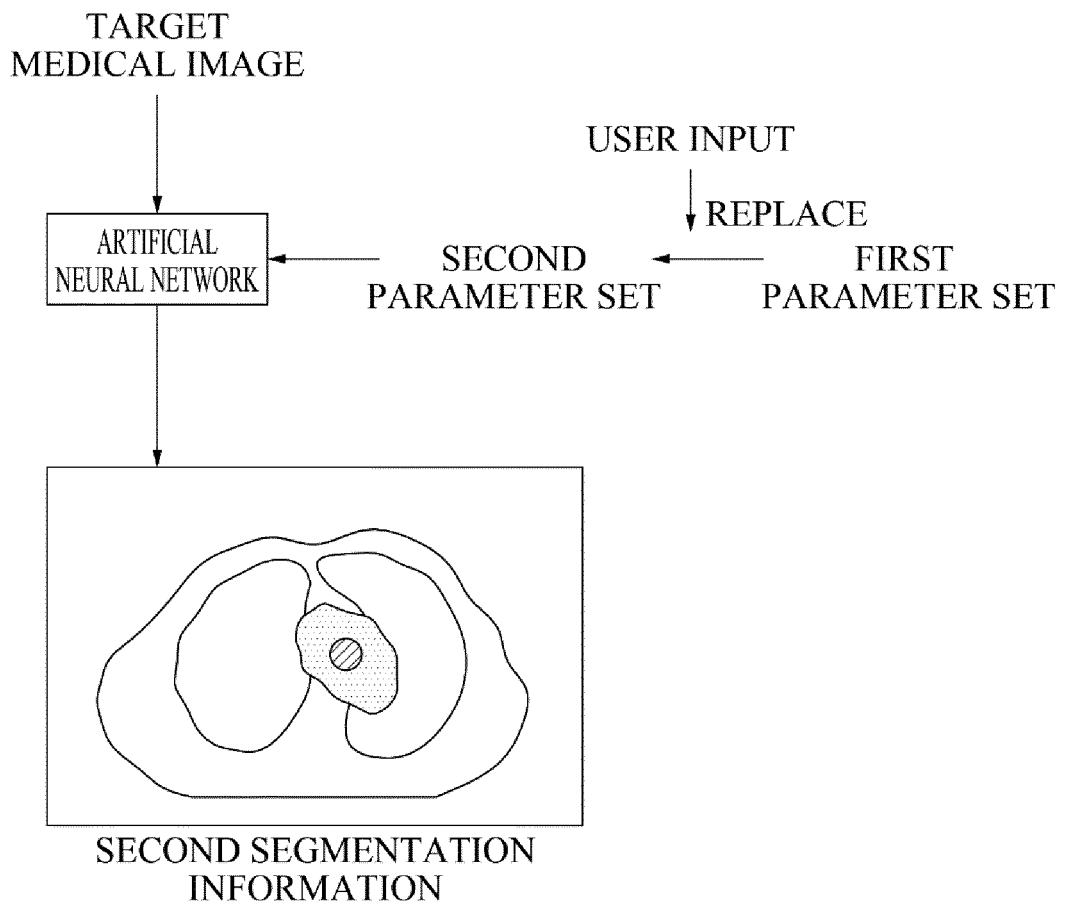 TARGET
MEDICAL IMAGE
USER INPUT
REPLACE
ARTIFICIAL
NEURAL NETWORK
SECOND
PARAMETER SET
FIRST
PARAMETER SET
SECOND SEGMENTATION
INFORMATION